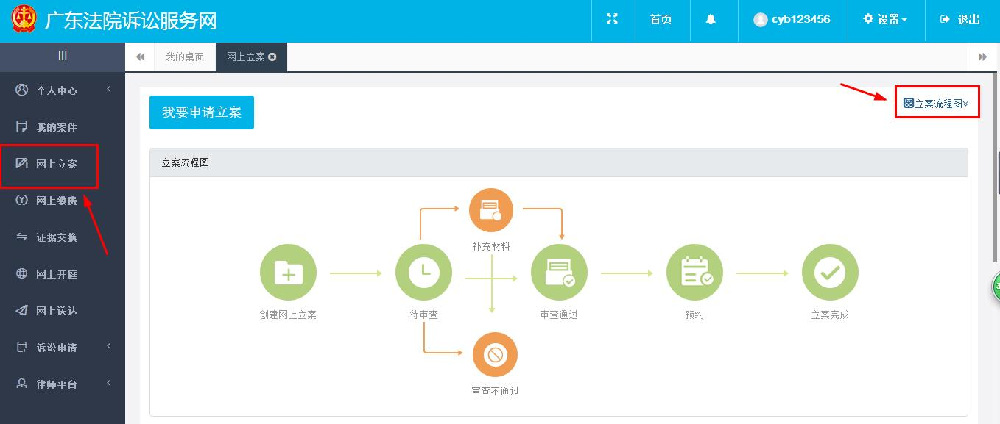 广东法院诉讼服务网
首页
cyb123456
设置
退出
我的桌面
网上立案
个人中心
我的案件
网上立案
网上缴费
证据交换
网上开庭
网上送达
诉讼申请
律师平台
我要申请立案
立案流程图
立案流程图
补充材料
创建网上立案
待审查
审查通过
预约
立案完成
审查不通过